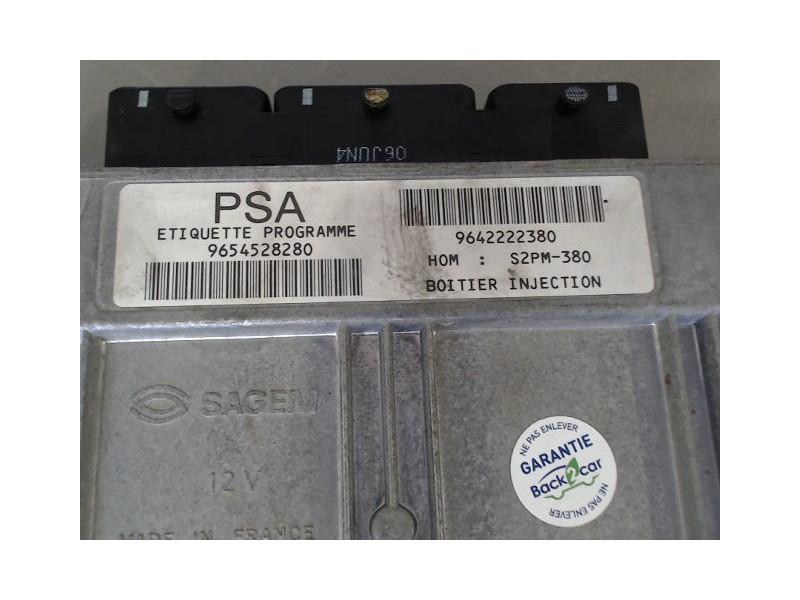 06JUN4
PSA
ETIQUETTE PROGRAMME
9654528280
9642222380
HOM : S2PM-380
BOITIER INJECTION
SAGEM
12V
MADE IN FRANCE
NE PAS ENLEVER
GARANTIE
Back2car
NE PAS ENLEVER